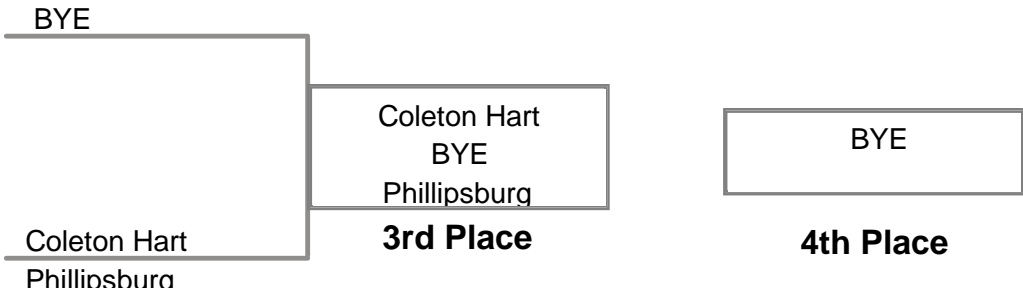 BYE
Coleton Hart
BYE
Phillipsburg
3rd Place
BYE
4th Place
Coleton Hart
Phillipsburg